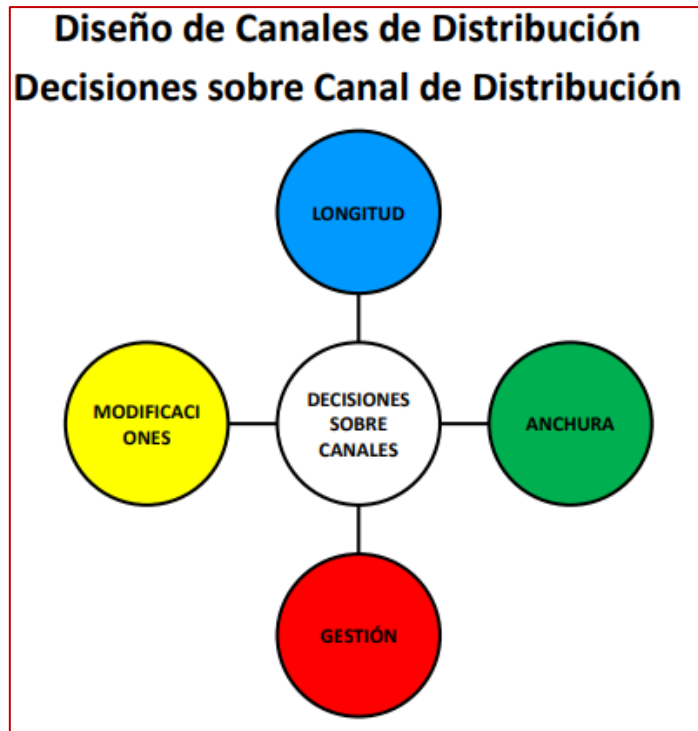 Diseño de Canales de Distribución
Decisiones sobre Canal de Distribución
LONGITUD
MODIFICACI
ONES
DECISIONES
SOBRE
CANALES
ANCHURA
GESTIÓN